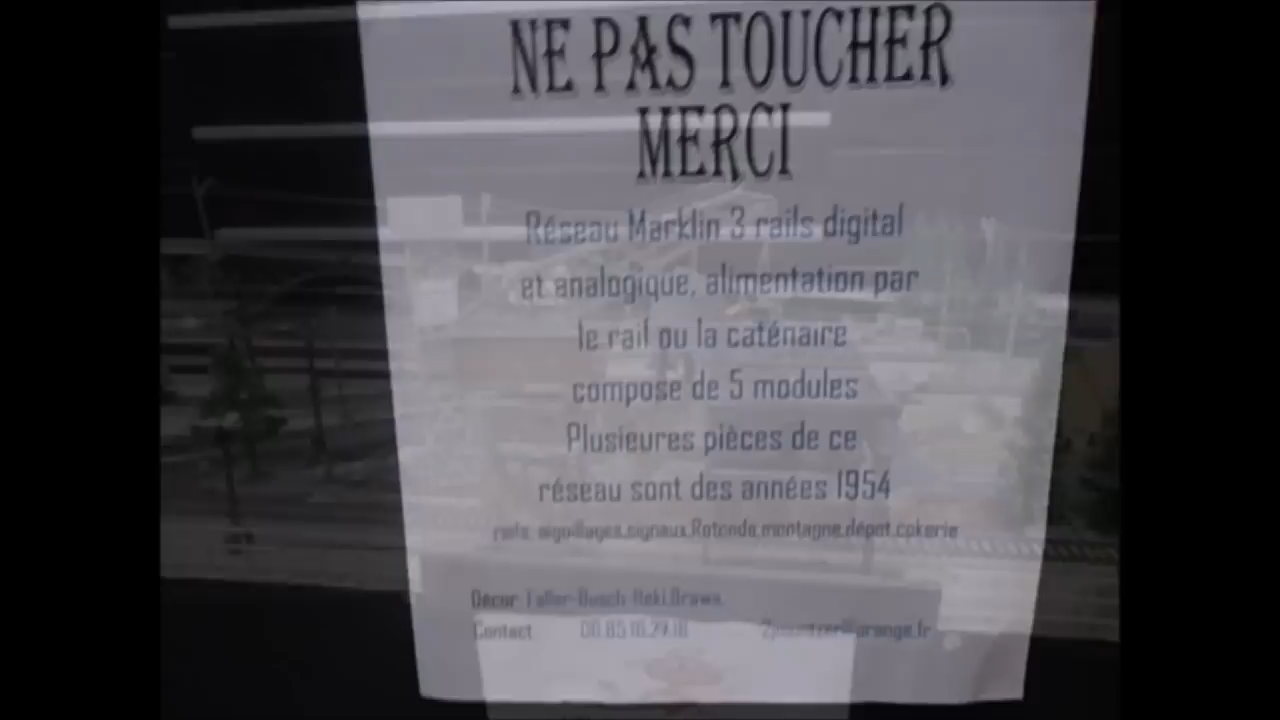 NE PAS TOUCHER
MERCI
Réseau Marklin 3 rails digital
et analogique, alimentation par
le rail ou la caténaire
compose de 5 modules
Plusieures pièces de ce
réseau sont des années 1954
rails, aiguillages,signaux,Rotonde,montagne,dépot,cokerie
Décor
Contact